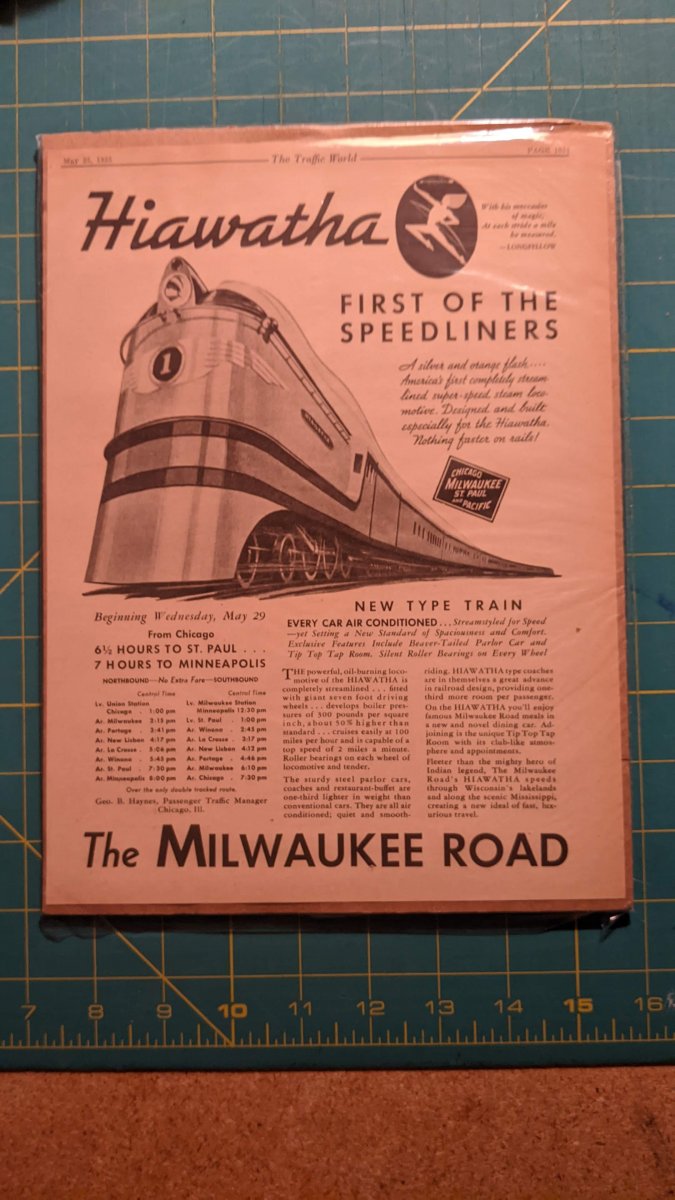 May 25, 1935
The Traffic World
PAGE
Hiawatha
With his moccasins
of magic,
At each stride a mile
he measured.
—LONGFELLOW
FIRST OF THE
SPEEDLINERS
A silver and orange flash....
America's first completely stream-
lined super-speed steam loco-
motive. Designed and built
especially for the Hiawatha.
Nothing faster on rails!
1
HIAWATHA
CHICAGO
MILWAUKEE
ST. PAUL
AND
PACIFIC
Beginning Wednesday, May 29
From Chicago
6½ HOURS TO ST. PAUL . . .
7 HOURS TO MINNEAPOLIS
NORTHBOUND—No Extra Fare—SOUTHBOUND
Central Time
Lv. Union Station
Chicago . 1:00 pm
Ar. Milwaukee 2:15 pm
Ar. Portage . 3:41 pm
Ar. New Lisbon 4:17 pm
Ar. La Crosse . 5:06 pm
Ar. Winona . 5:45 pm
Ar. St. Paul . 7:30 pm
Ar. Minneapolis 8:00 pm
Central Time
Lv. Milwaukee Station
Minneapolis 12:30 pm
Lv. St. Paul . 1:00 pm
Ar. Winona . 2:45 pm
Ar. La Crosse . 3:17 pm
Ar. New Lisbon 4:12 pm
Ar. Portage . 4:46 pm
Ar. Milwaukee 6:10 pm
Ar. Chicago . 7:30 pm
Over the only double tracked route.
Geo. B. Haynes, Passenger Traffic Manager
Chicago, Ill.
NEW TYPE TRAIN
EVERY CAR AIR CONDITIONED . . . Streamstyled for Speed
—yet Setting a New Standard of Spaciousness and Comfort.
Exclusive Features Include Beaver-Tailed Parlor Car and
Tip Top Tap Room. Silent Roller Bearings on Every Wheel
THE powerful, oil-burning loco-
motive of the HIAWATHA is
completely streamlined . . . fitted
with giant seven foot driving
wheels . . . develops boiler pres-
sures of 300 pounds per square
inch, about 50% higher than
standard . . . cruises easily at 100
miles per hour and is capable of a
top speed of 2 miles a minute.
Roller bearings on each wheel of
locomotive and tender.
The sturdy steel parlor cars,
coaches and restaurant-buffet are
one-third lighter in weight than
conventional cars. They are all air
conditioned; quiet and smooth-
riding. HIAWATHA type coaches
are in themselves a great advance
in railroad design, providing one-
third more room per passenger.
On the HIAWATHA you'll enjoy
famous Milwaukee Road meals in
a new and novel dining car. Ad-
joining is the unique Tip Top Tap
Room with its club-like atmos-
phere and appointments.
Fleeter than the mighty hero of
Indian legend, The Milwaukee
Road's HIAWATHA speeds
through Wisconsin's lakelands
and along the scenic Mississippi,
creating a new ideal of fast, lux-
urious travel.
The MILWAUKEE ROAD
7 8 9 10 11 12 13 14 15 16